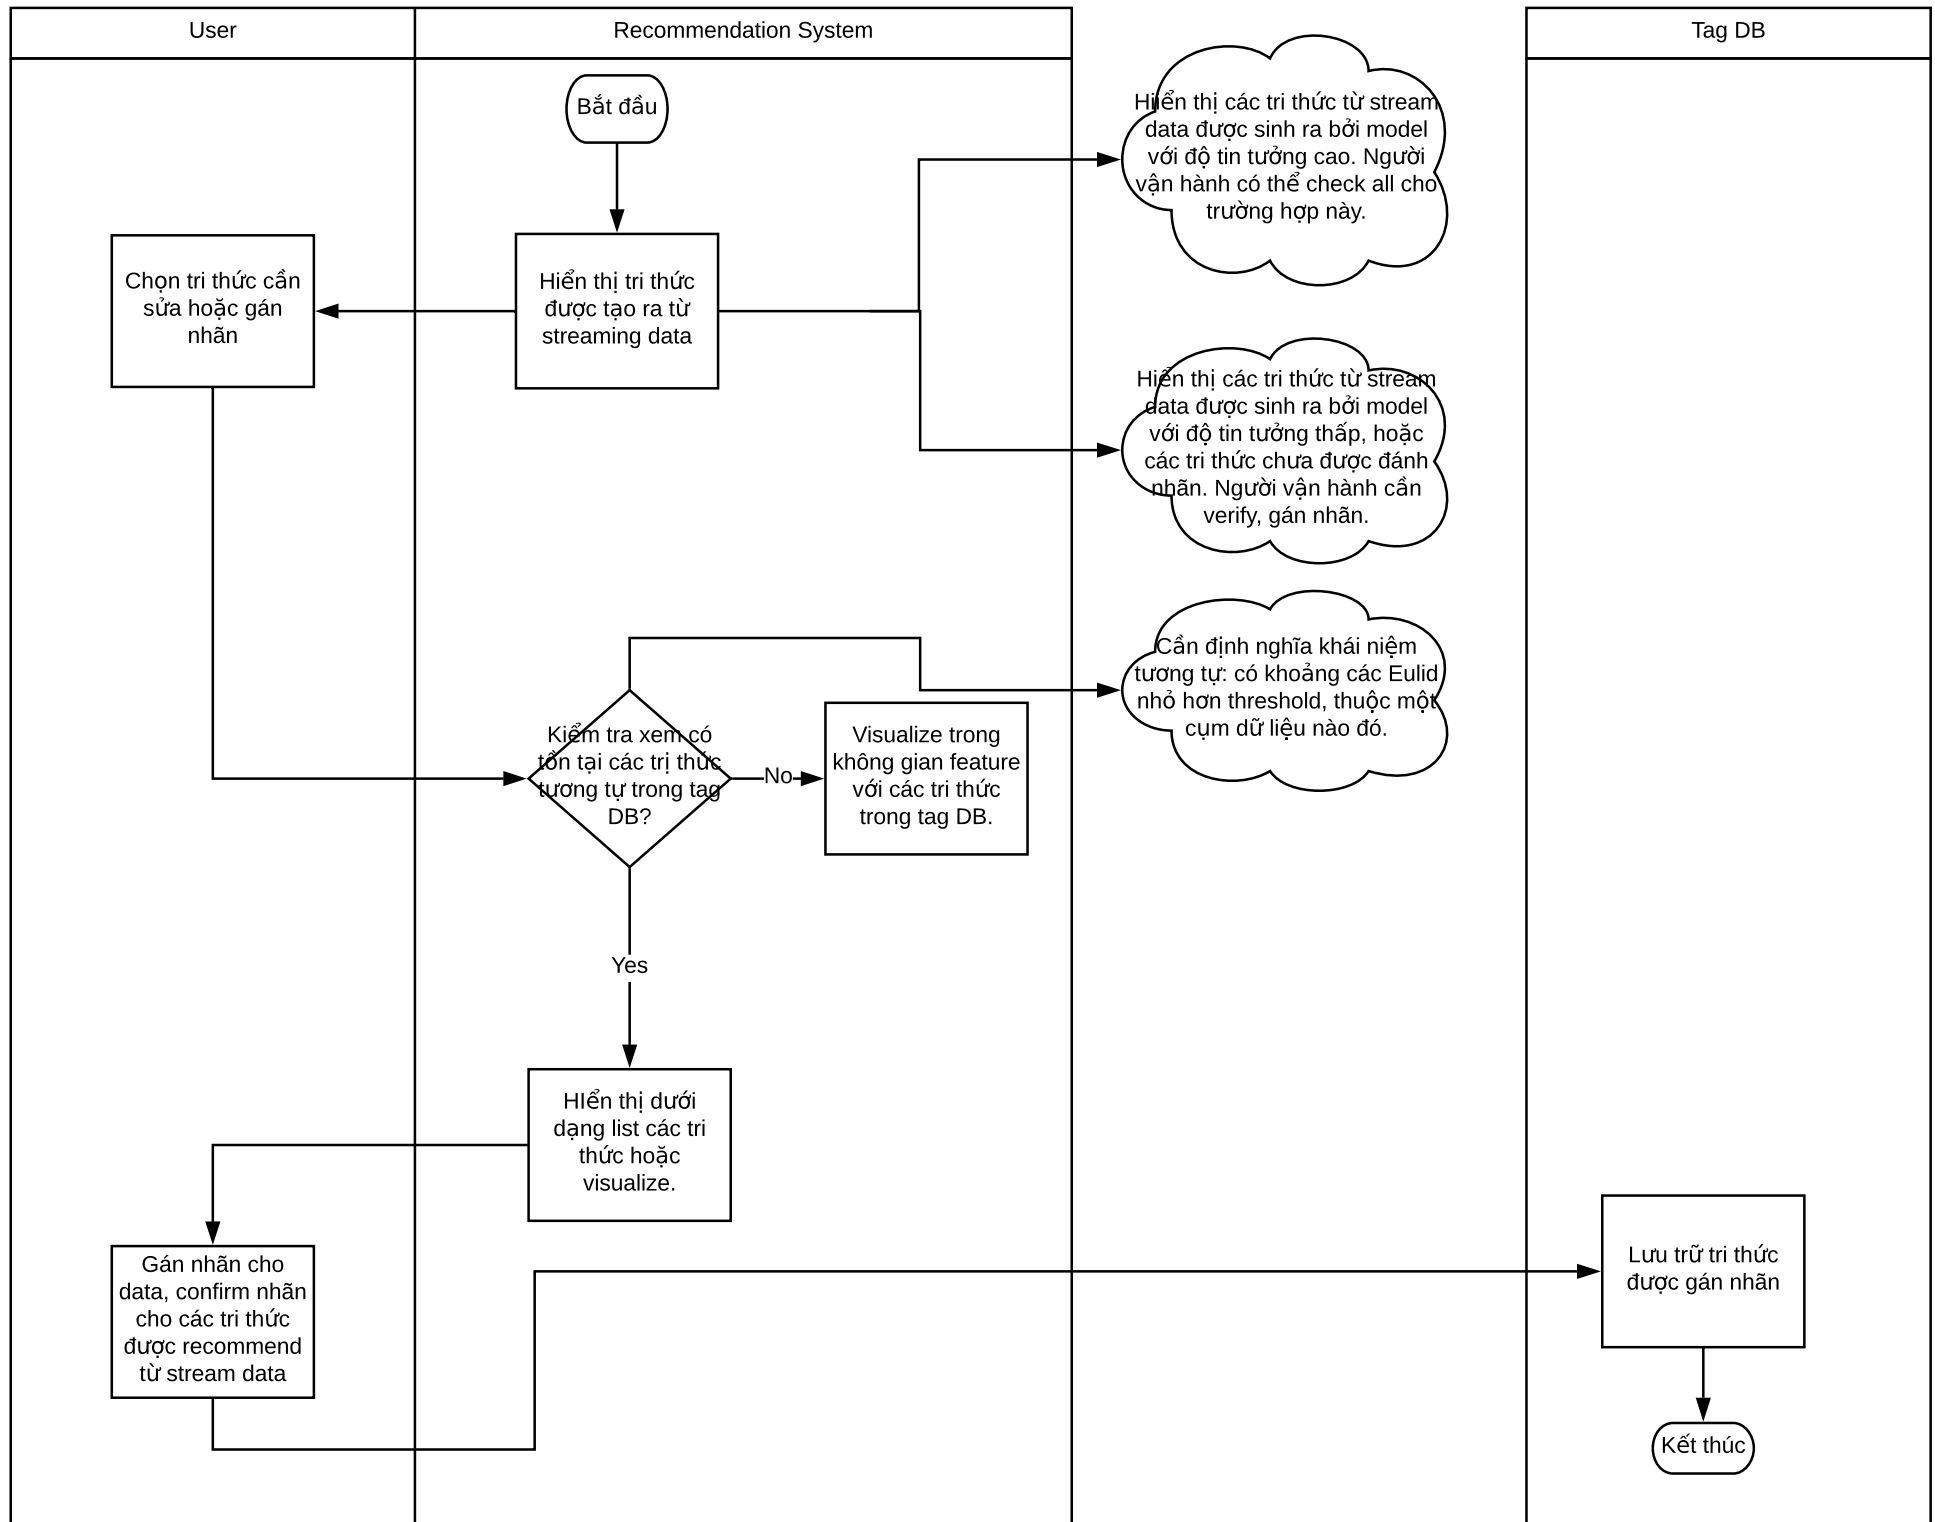 User
Recommendation System
Tag DB
Bắt đầu
Hiển thị các tri thức từ stream
data được sinh ra bởi model
với độ tin tưởng cao. Người
vận hành có thể check all cho
trường hợp này.
Chọn tri thức cần
sửa hoặc gán
nhãn
Hiển thị tri thức
được tạo ra từ
streaming data
Hiển thị các tri thức từ stream
data được sinh ra bởi model
với độ tin tưởng thấp, hoặc
các tri thức chưa được đánh
nhãn. Người vận hành cần
verify, gán nhãn.
Cần định nghĩa khái niệm
tương tự: có khoảng các Eulid
nhỏ hơn threshold, thuộc một
cụm dữ liệu nào đó.
Kiểm tra xem có
tồn tại các trị thức
tương tự trong tag
DB?
No
Visualize trong
không gian feature
với các tri thức
trong tag DB.
Yes
HIển thị dưới
dạng list các tri
thức hoặc
visualize.
Gán nhãn cho
data, confirm nhãn
cho các tri thức
được recommend
từ stream data
Lưu trữ tri thức
được gán nhãn
Kết thúc